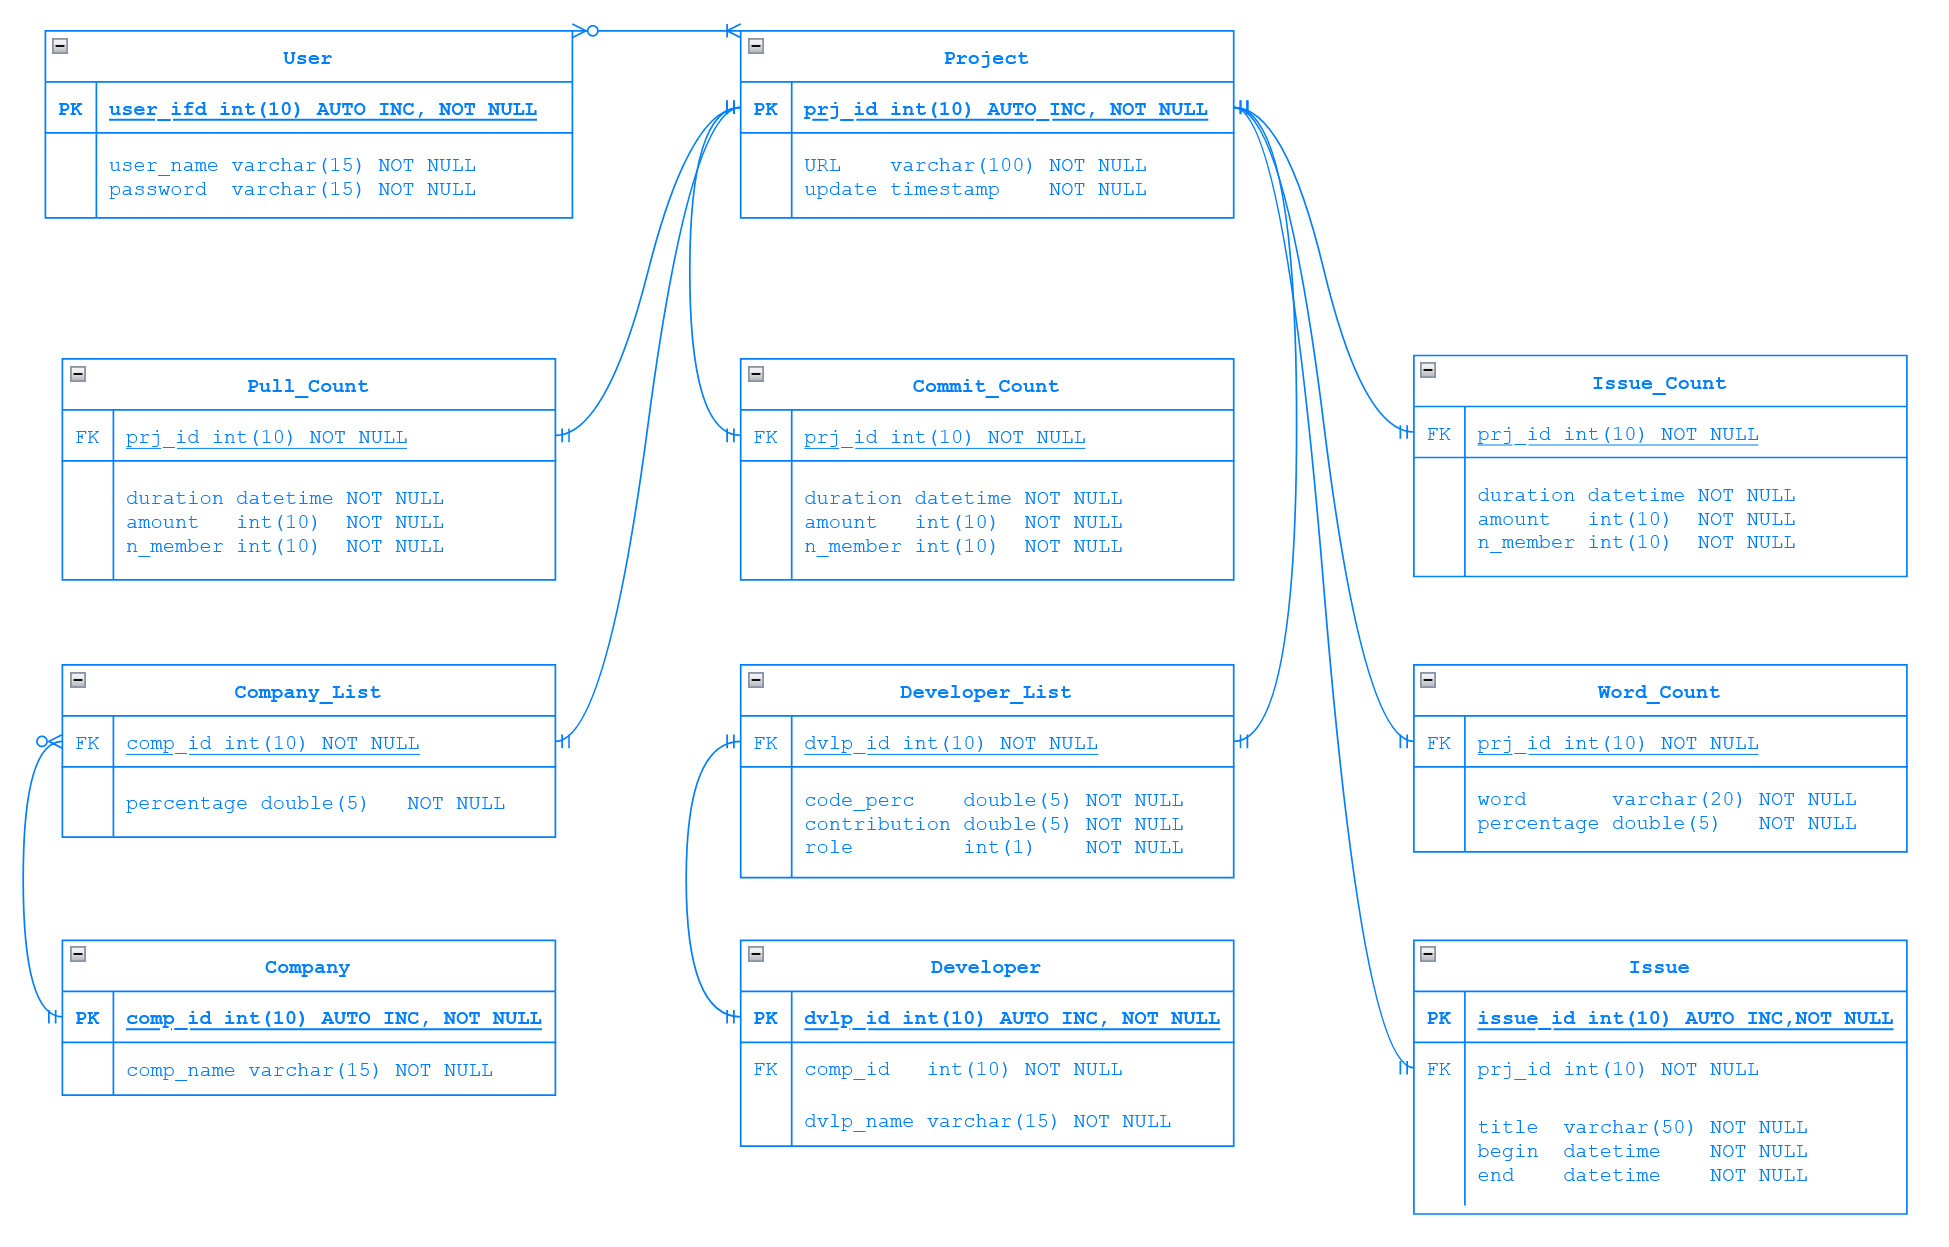 User
PK user_ifd int(10) AUTO INC, NOT NULL
user_name varchar(15) NOT NULL
password varchar(15) NOT NULL
Project
PK prj_id int(10) AUTO_INC, NOT NULL
URL varchar(100) NOT NULL
update timestamp NOT NULL
Pull_Count
FK prj_id int(10) NOT NULL
duration datetime NOT NULL
amount int(10) NOT NULL
n_member int(10) NOT NULL
Commit_Count
FK prj_id int(10) NOT NULL
duration datetime NOT NULL
amount int(10) NOT NULL
n_member int(10) NOT NULL
Issue_Count
FK prj_id int(10) NOT NULL
duration datetime NOT NULL
amount int(10) NOT NULL
n_member int(10) NOT NULL
Company_List
FK comp_id int(10) NOT NULL
percentage double(5) NOT NULL
Developer_List
FK dvlp_id int(10) NOT NULL
code_perc double(5) NOT NULL
contribution double(5) NOT NULL
role int(1) NOT NULL
Word_Count
FK prj_id int(10) NOT NULL
word varchar(20) NOT NULL
percentage double(5) NOT NULL
Company
PK comp_id int(10) AUTO INC, NOT NULL
comp_name varchar(15) NOT NULL
Developer
PK dvlp_id int(10) AUTO INC, NOT NULL
FK comp_id int(10) NOT NULL
dvlp_name varchar(15) NOT NULL
Issue
PK issue_id int(10) AUTO INC,NOT NULL
FK prj_id int(10) NOT NULL
title varchar(50) NOT NULL
begin datetime NOT NULL
end datetime NOT NULL